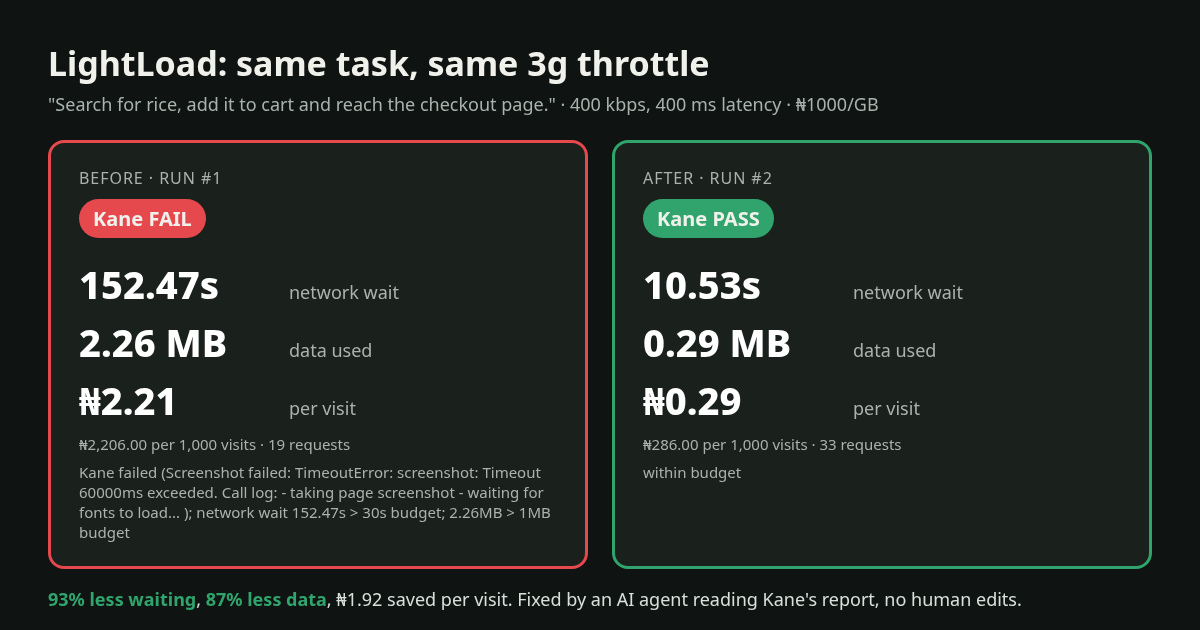 LightLoad: same task, same 3g throttle
"Search for rice, add it to cart and reach the checkout page." · 400 kbps, 400 ms latency · ₦1000/GB
BEFORE · RUN #1
Kane FAIL
152.47s network wait
2.26 MB data used
₦2.21 per visit
₦2,206.00 per 1,000 visits · 19 requests
Kane failed (Screenshot failed: TimeoutError: screenshot: Timeout
60000ms exceeded. Call log: - taking page screenshot - waiting for
fonts to load... ); network wait 152.47s > 30s budget; 2.26MB > 1MB
budget
AFTER · RUN #2
Kane PASS
10.53s network wait
0.29 MB data used
₦0.29 per visit
₦286.00 per 1,000 visits · 33 requests
within budget
93% less waiting, 87% less data, ₦1.92 saved per visit. Fixed by an AI agent reading Kane's report, no human edits.